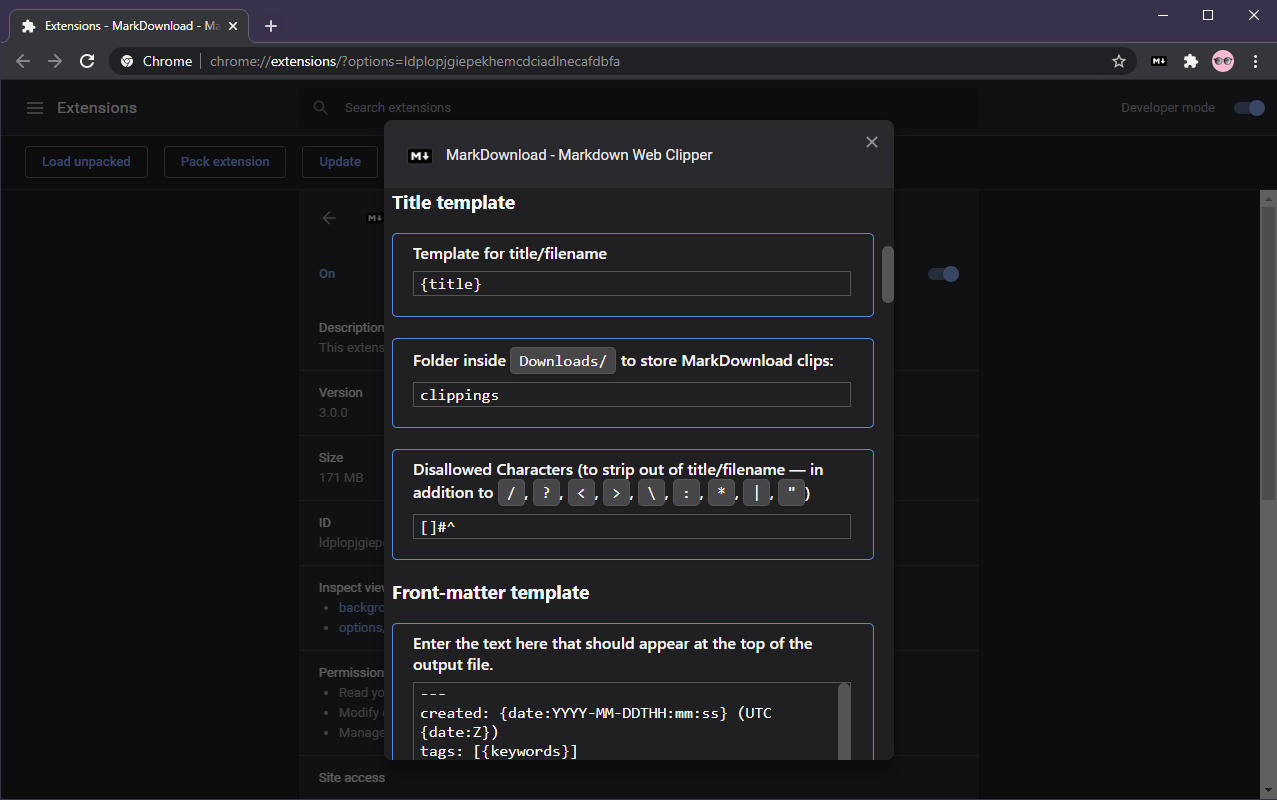 Extensions - MarkDownload - Ma
Chrome | chrome://extensions/?options=ldplopjgiepekhemcdciadlnecafdbfa
M↓
Extensions
Search extensions
Developer mode
Load unpacked
Pack extension
Update
M↓
On
Description
This extens
Version
3.0.0
Size
171 MB
ID
ldplopjgiep
Inspect view
backgro
options/
Permission
Read yo
Modify
Manage
Site access
M↓ MarkDownload - Markdown Web Clipper
Title template
Template for title/filename
{title}
Folder inside Downloads/ to store MarkDownload clips:
clippings
Disallowed Characters (to strip out of title/filename — in
addition to /, ?, <, >, \, :, *, |, ")
[]#^
Front-matter template
Enter the text here that should appear at the top of the
output file.
---
created: {date:YYYY-MM-DDTHH:mm:ss} (UTC
{date:Z})
tags: [{keywords}]